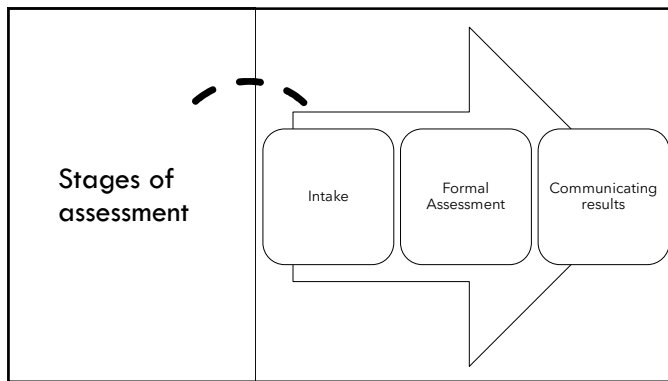 Stages of
assessment
Intake
Formal
Assessment
Communicating
results